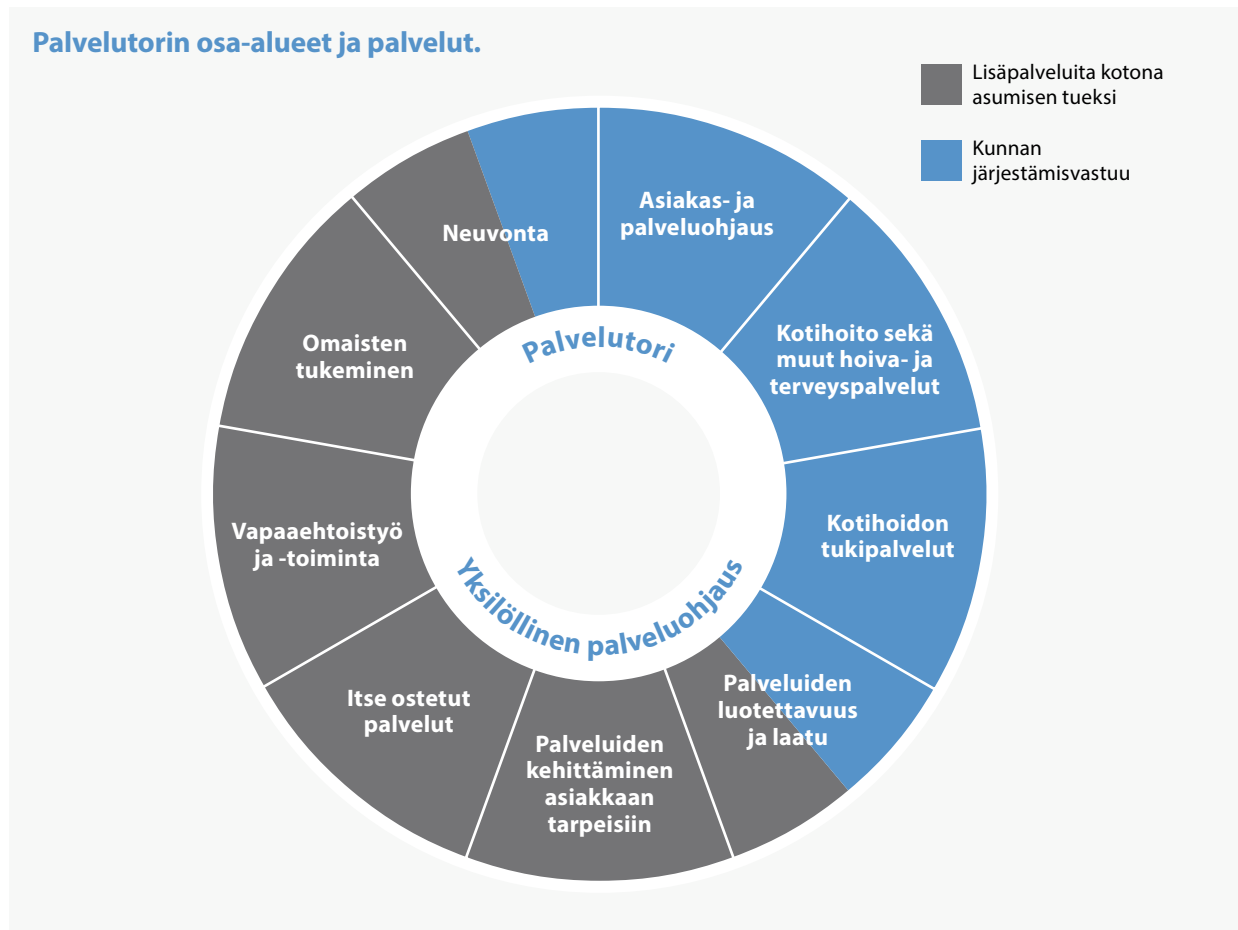 Palvelutorin osa-alueet ja palvelut.
Lisäpalveluita kotona
asumisen tueksi
Kunnan
järjestämisvastuu
Asiakas- ja
palveluohjaus
Kotihoito sekä
muut hoiva- ja
terveyspalvelut
Kotihoidon
tukipalvelut
Palveluiden
luotettavuus
ja laatu
Palveluiden
kehittäminen
asiakkaan
tarpeisiin
Itse ostetut
palvelut
Vapaaehtoistyö
ja -toiminta
Omaisten
tukeminen
Neuvonta
Palvelutori
Yksilöllinen palveluohjaus